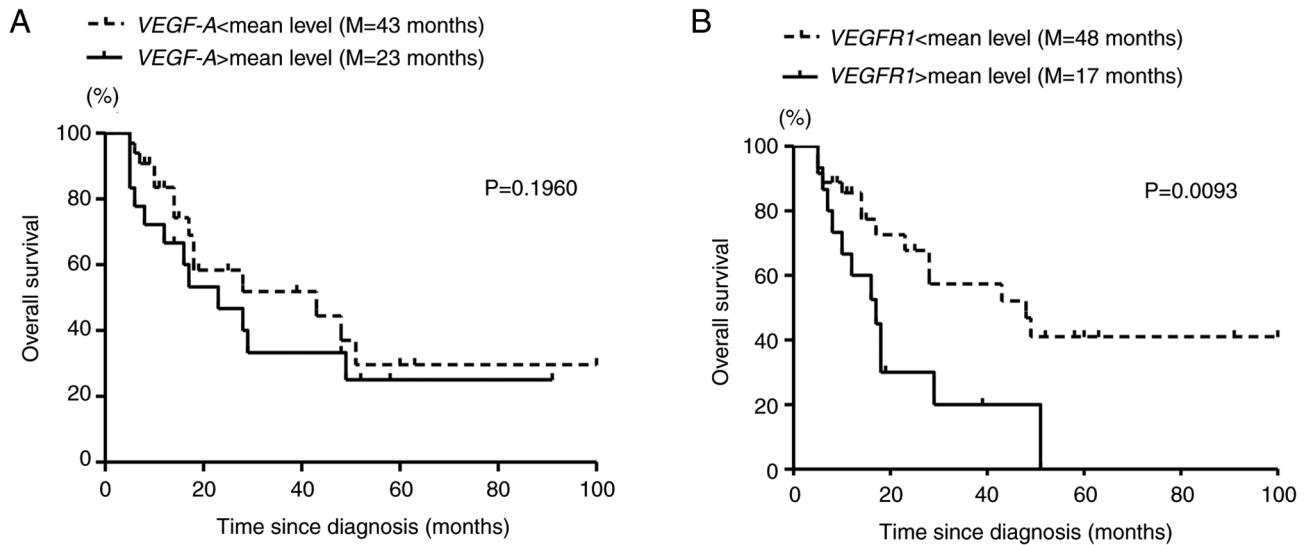 A
VEGF-A<mean level (M=43 months)
VEGF-A>mean level (M=23 months)
(%)
100
80
60
40
20
0
Overall survival
P=0.1960
0 20 40 60 80 100
Time since diagnosis (months)
B
VEGFR1<mean level (M=48 months)
VEGFR1>mean level (M=17 months)
(%)
100
80
60
40
20
0
Overall survival
P=0.0093
0 20 40 60 80 100
Time since diagnosis (months)